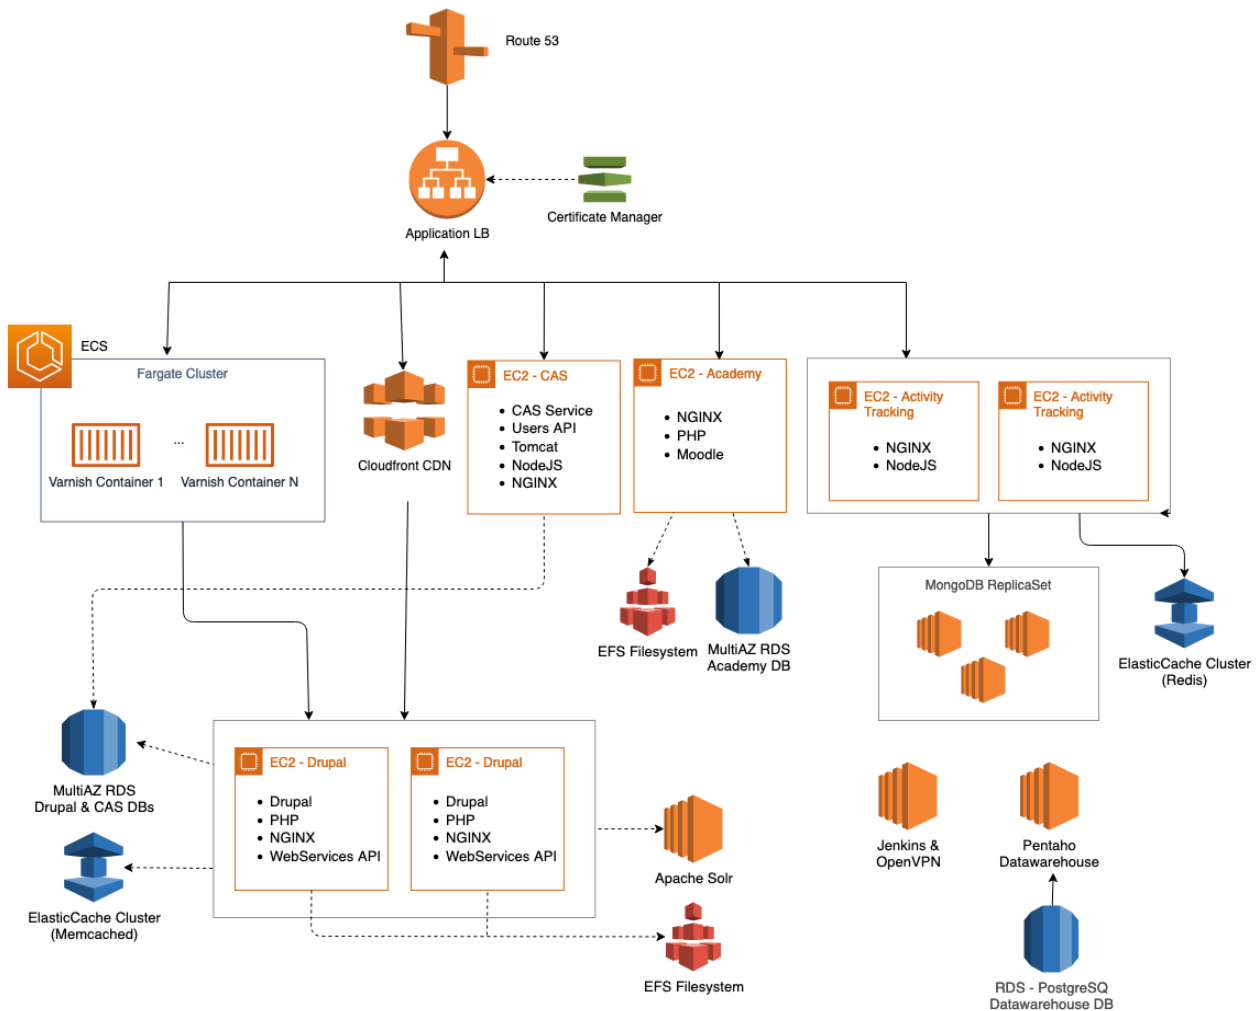 Route 53
Certificate Manager
Application LB
ECS
Fargate Cluster
...
Varnish Container 1
Varnish Container N
Cloudfront CDN
EC2 - CAS
• CAS Service
• Users API
• Tomcat
• NodeJS
• NGINX
EC2 - Academy
• NGINX
• PHP
• Moodle
EC2 - Activity
Tracking
• NGINX
• NodeJS
EC2 - Activity
Tracking
• NGINX
• NodeJS
EFS Filesystem
MultiAZ RDS
Academy DB
MongoDB ReplicaSet
ElasticCache Cluster
(Redis)
MultiAZ RDS
Drupal & CAS DBs
ElasticCache Cluster
(Memcached)
EC2 - Drupal
• Drupal
• PHP
• NGINX
• WebServices API
EC2 - Drupal
• Drupal
• PHP
• NGINX
• WebServices API
Apache Solr
EFS Filesystem
Jenkins &
OpenVPN
Pentaho
Datawarehouse
RDS - PostgreSQ
Datawarehouse DB